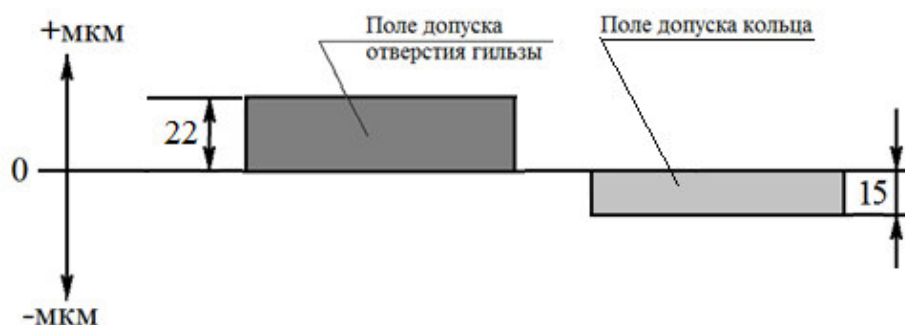 +мкм
Поле допуска
отверстия гильзы
Поле допуска кольца
22
0
15
-мкм